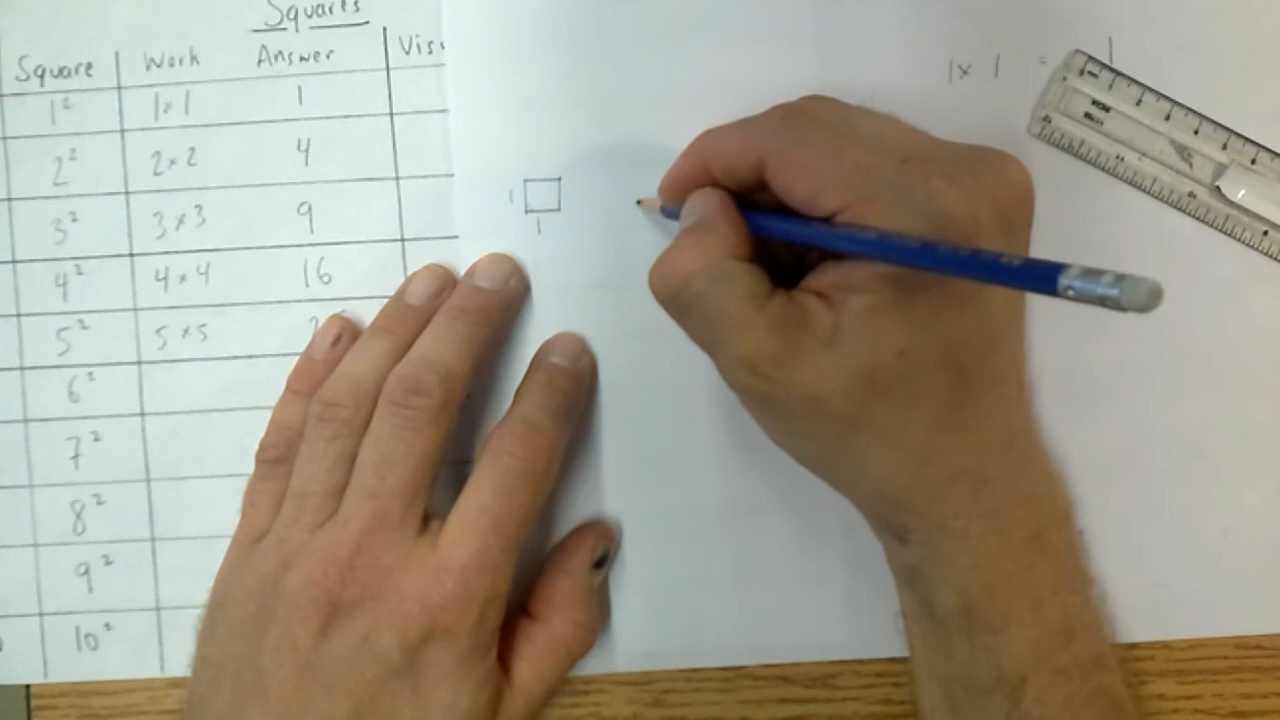 Squares
Square Work Answer
1² 1×1 1
2² 2×2 4
3² 3×3 9
4² 4×4 16
5² 5×5
6²
7²
8²
9²
10²
1
1
1× 1 = 1